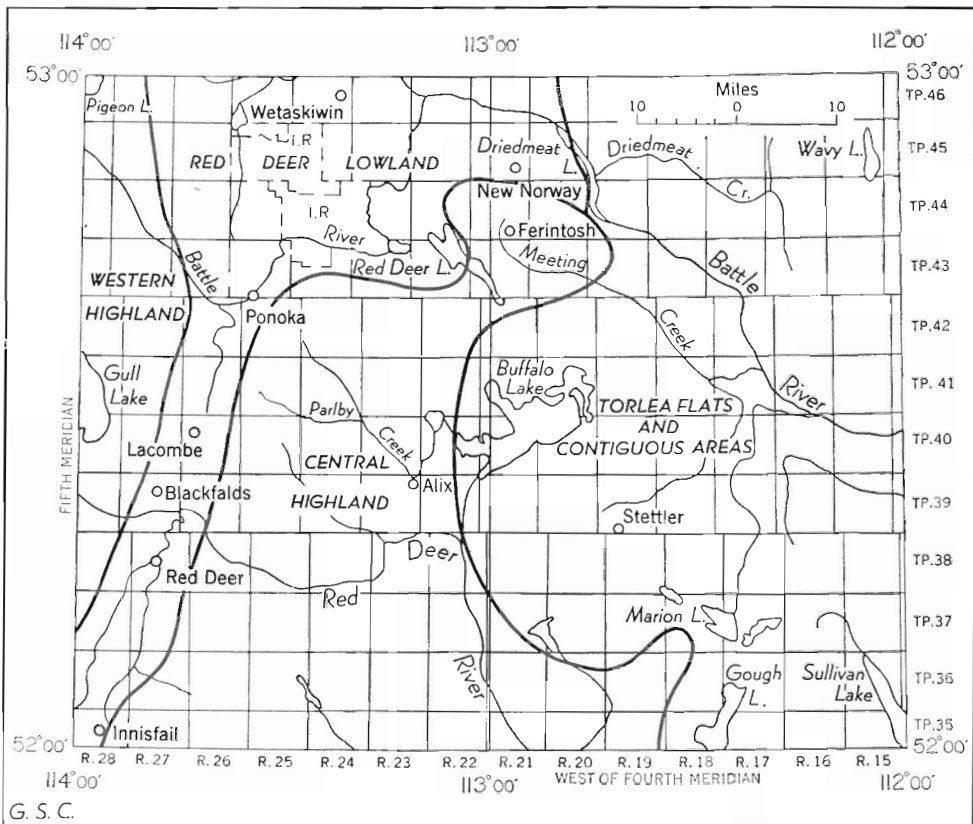 114°00'
113°00'
112°00'
53°00'
53°00'
Miles
10 0 10
TP.46
Pigeon L.
Wetaskiwin
I.R
RED DEER LOWLAND
Driedmeat
L.
Driedmeat
Cr.
Wavy L.
TP.45
New Norway
I.R
TP.44
River
Ferintosh
Meeting
Creek
Red Deer L.
Battle
River
TP.43
WESTERN
HIGHLAND
Battle
Ponoka
TP.42
Gull
Lake
Buffalo
Lake
TP.41
Parlby
Creek
TORLEA FLATS
AND
CONTIGUOUS AREAS
Lacombe
TP.40
CENTRAL
HIGHLAND
Alix
Blackfalds
TP.39
Stettler
FIFTH MERIDIAN
Red Deer
Red
Deer
River
TP.38
Marion L.
TP.37
Gough
L.
Sullivan
Lake
TP.36
TP.35
Innisfail
52°00'
52°00'
R.28 R.27 R.26 R.25 R.24 R.23 R.22 R.21 R.20 R.19 R.18 R.17 R.16 R.15
WEST OF FOURTH MERIDIAN
114°00'
113°00'
112°00'
G. S. C.